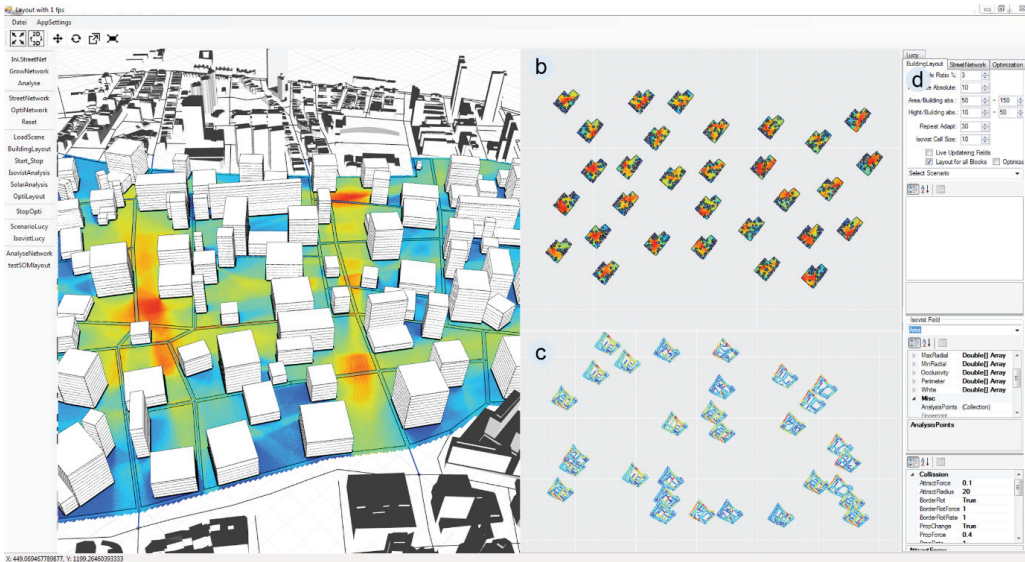 Layout with 1 fps
Datei AppSettings
2D
3D
Ini.StreetNet
GrowNetwork
Analyse
StreetNetwork
OptiNetwork
Reset
LoadScene
BuildingLayout
Start_Stop
IsovistAnalysis
SolarAnalysis
OptiLayout
StopOpti
ScenarioLucy
IsovistLucy
AnalyseNetwork
testSOMlayout
b
c
d
Lucy
BuildingLayout StreetNetwork Optimization
Ratio %: 3
Absolute: 10
Area/Building abs.: 50 - 150
Hight/Building abs.: 10 - 50
Repeat Adapt: 30
Isovist Cell Size: 10
Live Updateing Fields
Layout for all Blocks
Select Scenario
Isovist Field
Area
MaxRadial Double[] Array
MinRadial Double[] Array
Occlusivity Double[] Array
Perimeter Double[] Array
White Double[] Array
Misc
AnalysisPoints (Collection)
AnalysisPoints
Collission
AttractForce 0.1
AttractRadius 20
BorderRot True
BorderRotForce 1
BorderRotRate 1
PropChange True
PropForce 0.4
X: 449.069467789877, Y: 1199.26460393333